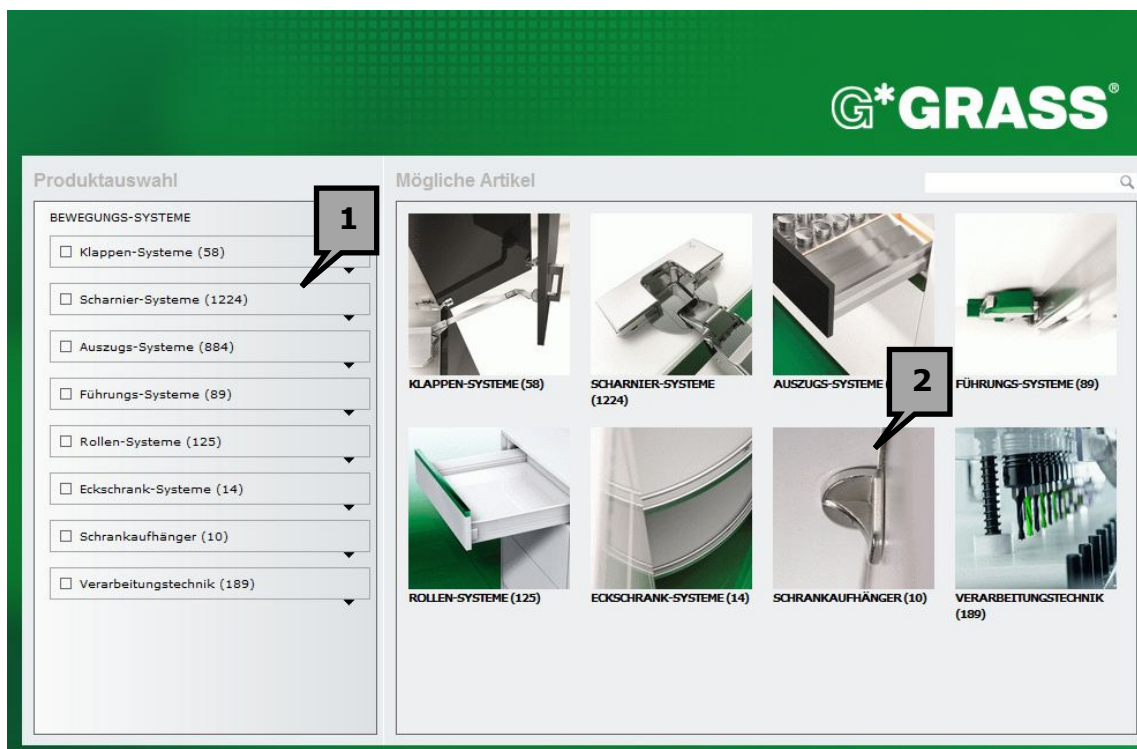 G*GRASS®
Produktauswahl
BEWEGUNGS-SYSTEME
Klappen-Systeme (58)
Scharnier-Systeme (1224)
Auszugs-Systeme (884)
Führungs-Systeme (89)
Rollen-Systeme (125)
Eckschrank-Systeme (14)
Schrankaufhänger (10)
Verarbeitungstechnik (189)
1
Mögliche Artikel
KLAPPEN-SYSTEME (58)
SCHARNIER-SYSTEME
(1224)
AUSZUGS-SYSTEME
2
FÜHRUNGS-SYSTEME (89)
ROLLEN-SYSTEME (125)
ECKSCHRANK-SYSTEME (14)
SCHRANKAUFHÄNGER (10)
VERARBEITUNGSTECHNIK
(189)